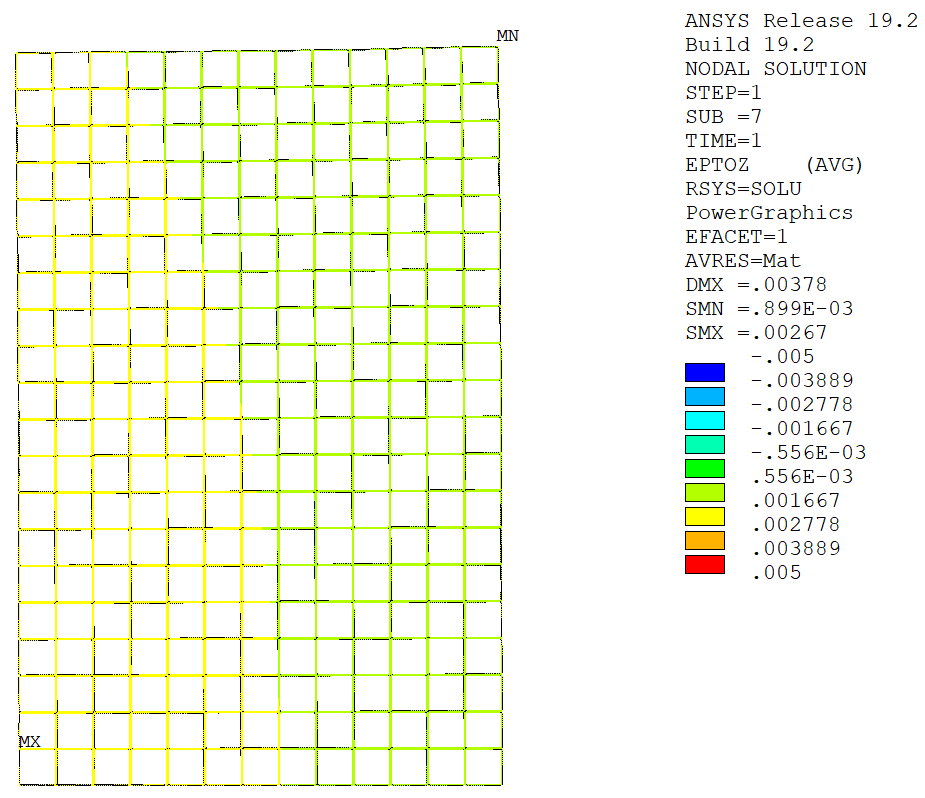 MN
ANSYS Release 19.2
Build 19.2
NODAL SOLUTION
STEP=1
SUB =7
TIME=1
EPTOZ    (AVG)
RSYS=SOLU
PowerGraphics
EFACET=1
AVRES=Mat
DMX =.00378
SMN =.899E-03
SMX =.00267
-.005
-.003889
-.002778
-.001667
-.556E-03
.556E-03
.001667
.002778
.003889
.005
MX